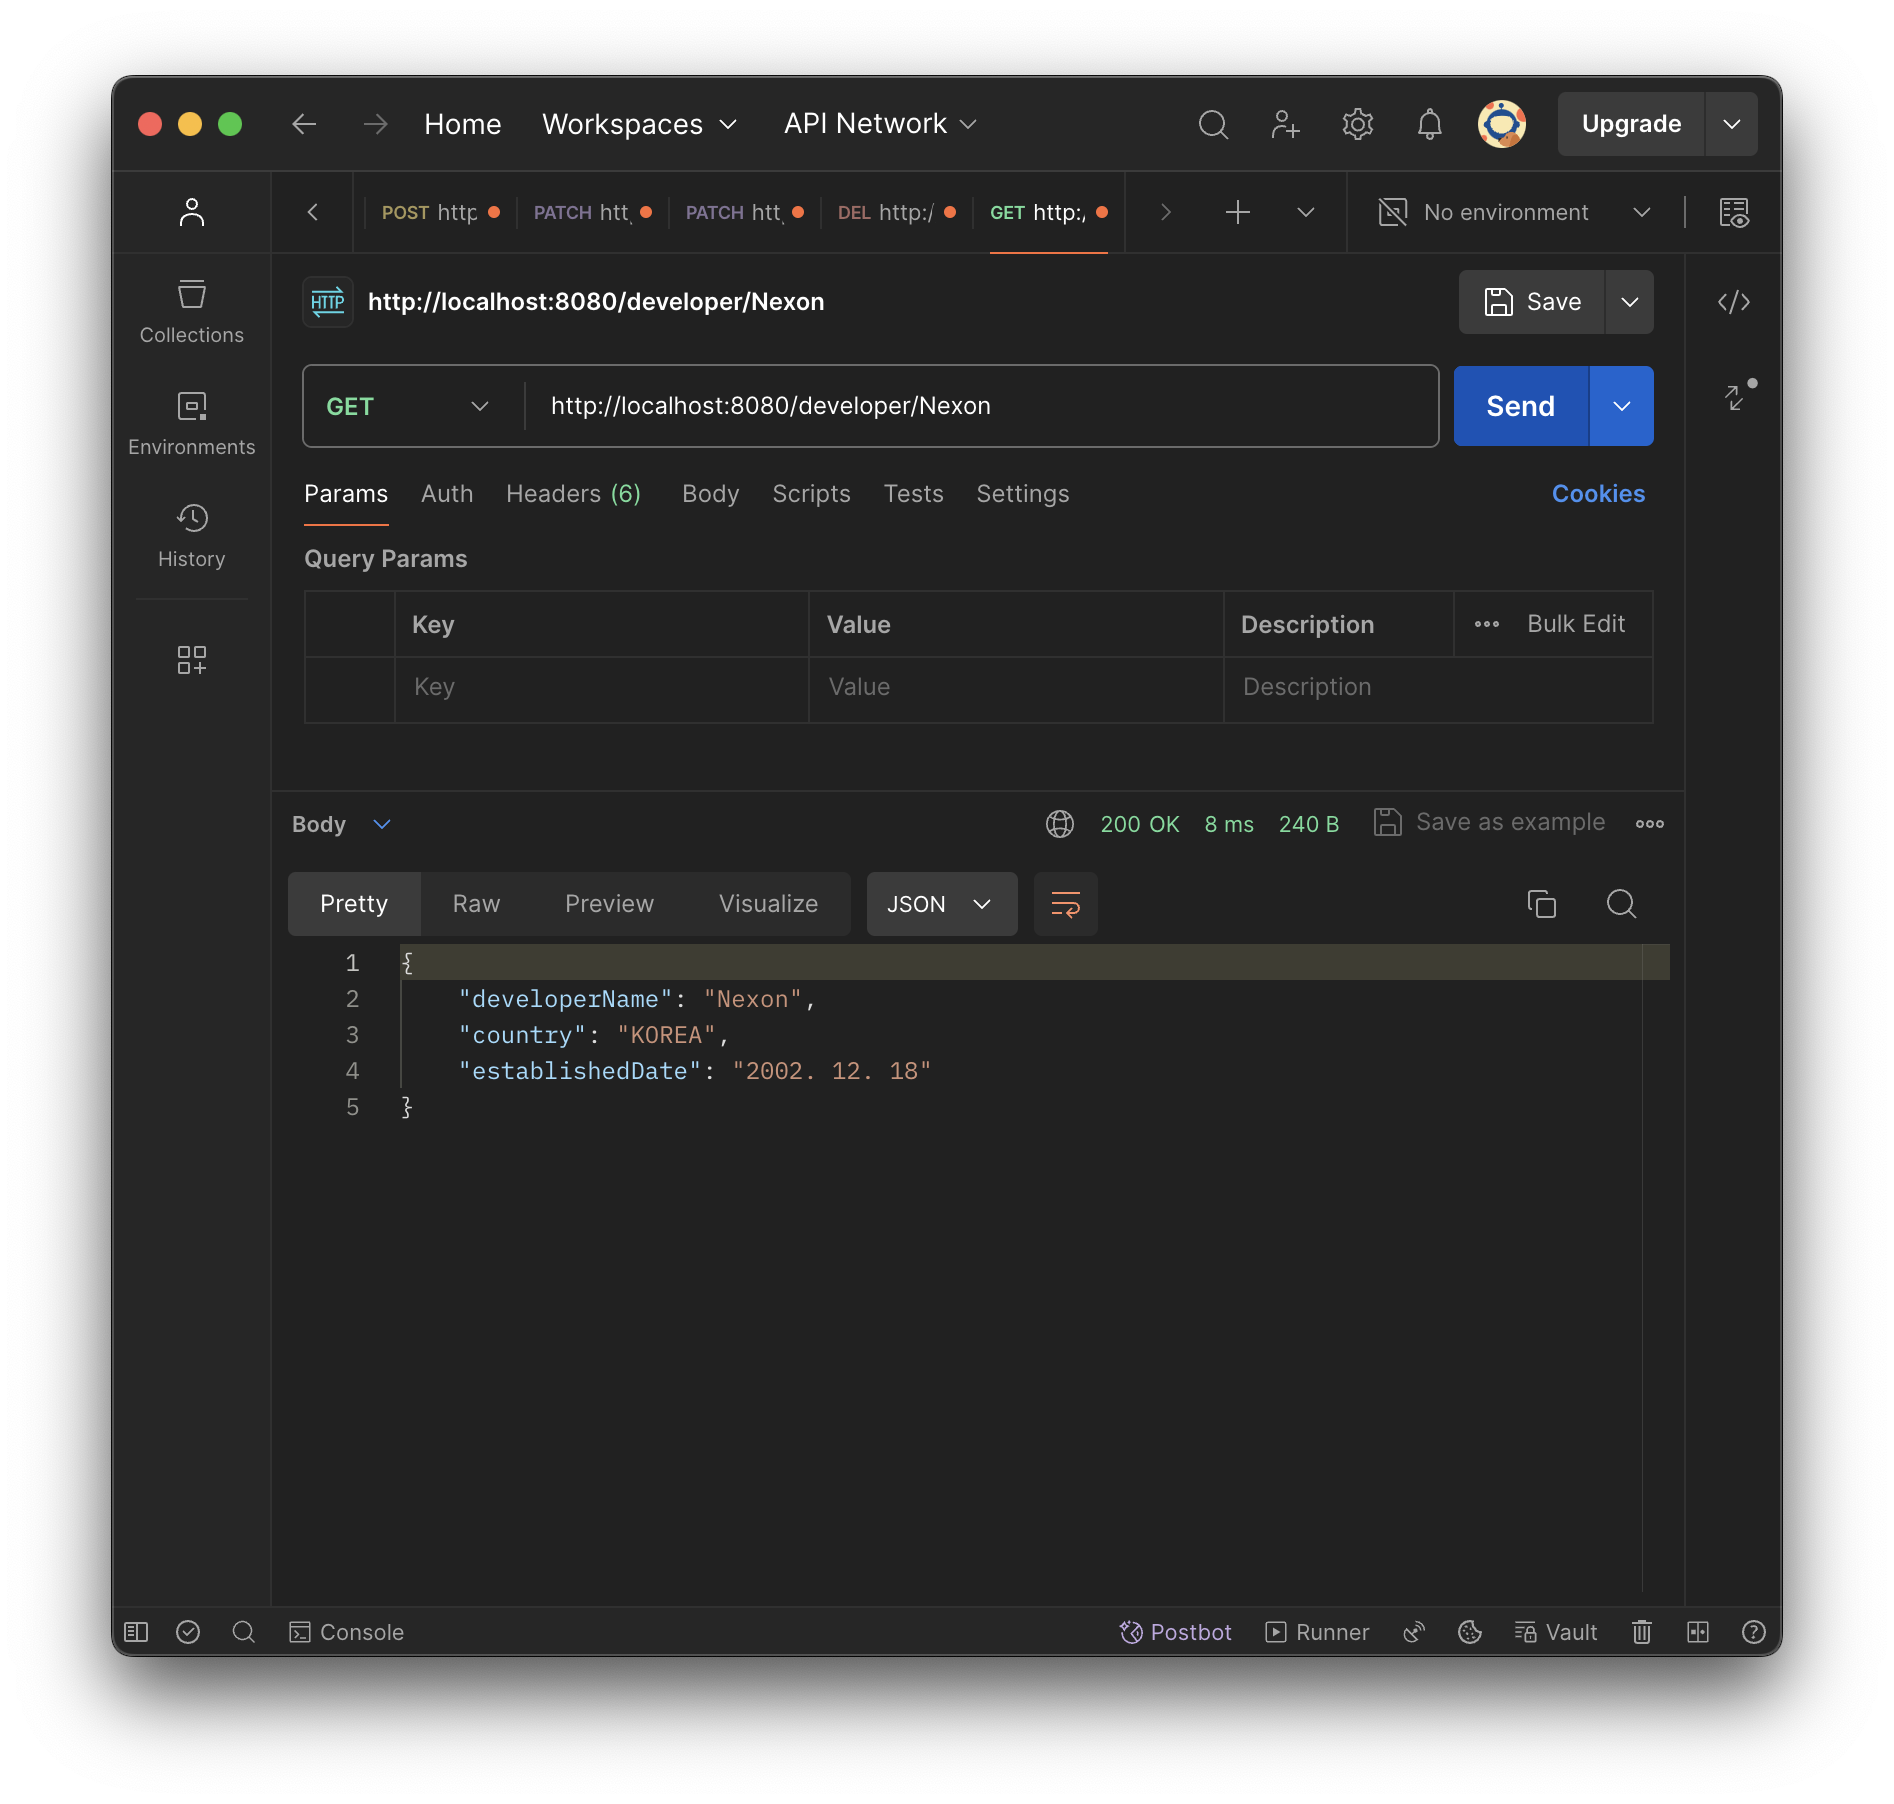 Home Workspaces API Network Upgrade
POST http PATCH htt PATCH htt DEL http:/ GET http:/ No environment
HTTP http://localhost:8080/developer/Nexon Save
Collections
GET http://localhost:8080/developer/Nexon Send
Environments
Params Auth Headers (6) Body Scripts Tests Settings Cookies
History
Query Params
Key Value Description Bulk Edit
Key Value Description
Body 200 OK 8 ms 240 B Save as example
Pretty Raw Preview Visualize JSON
1 {
2 "developerName": "Nexon",
3 "country": "KOREA",
4 "establishedDate": "2002. 12. 18"
5 }
Console Postbot Runner Vault